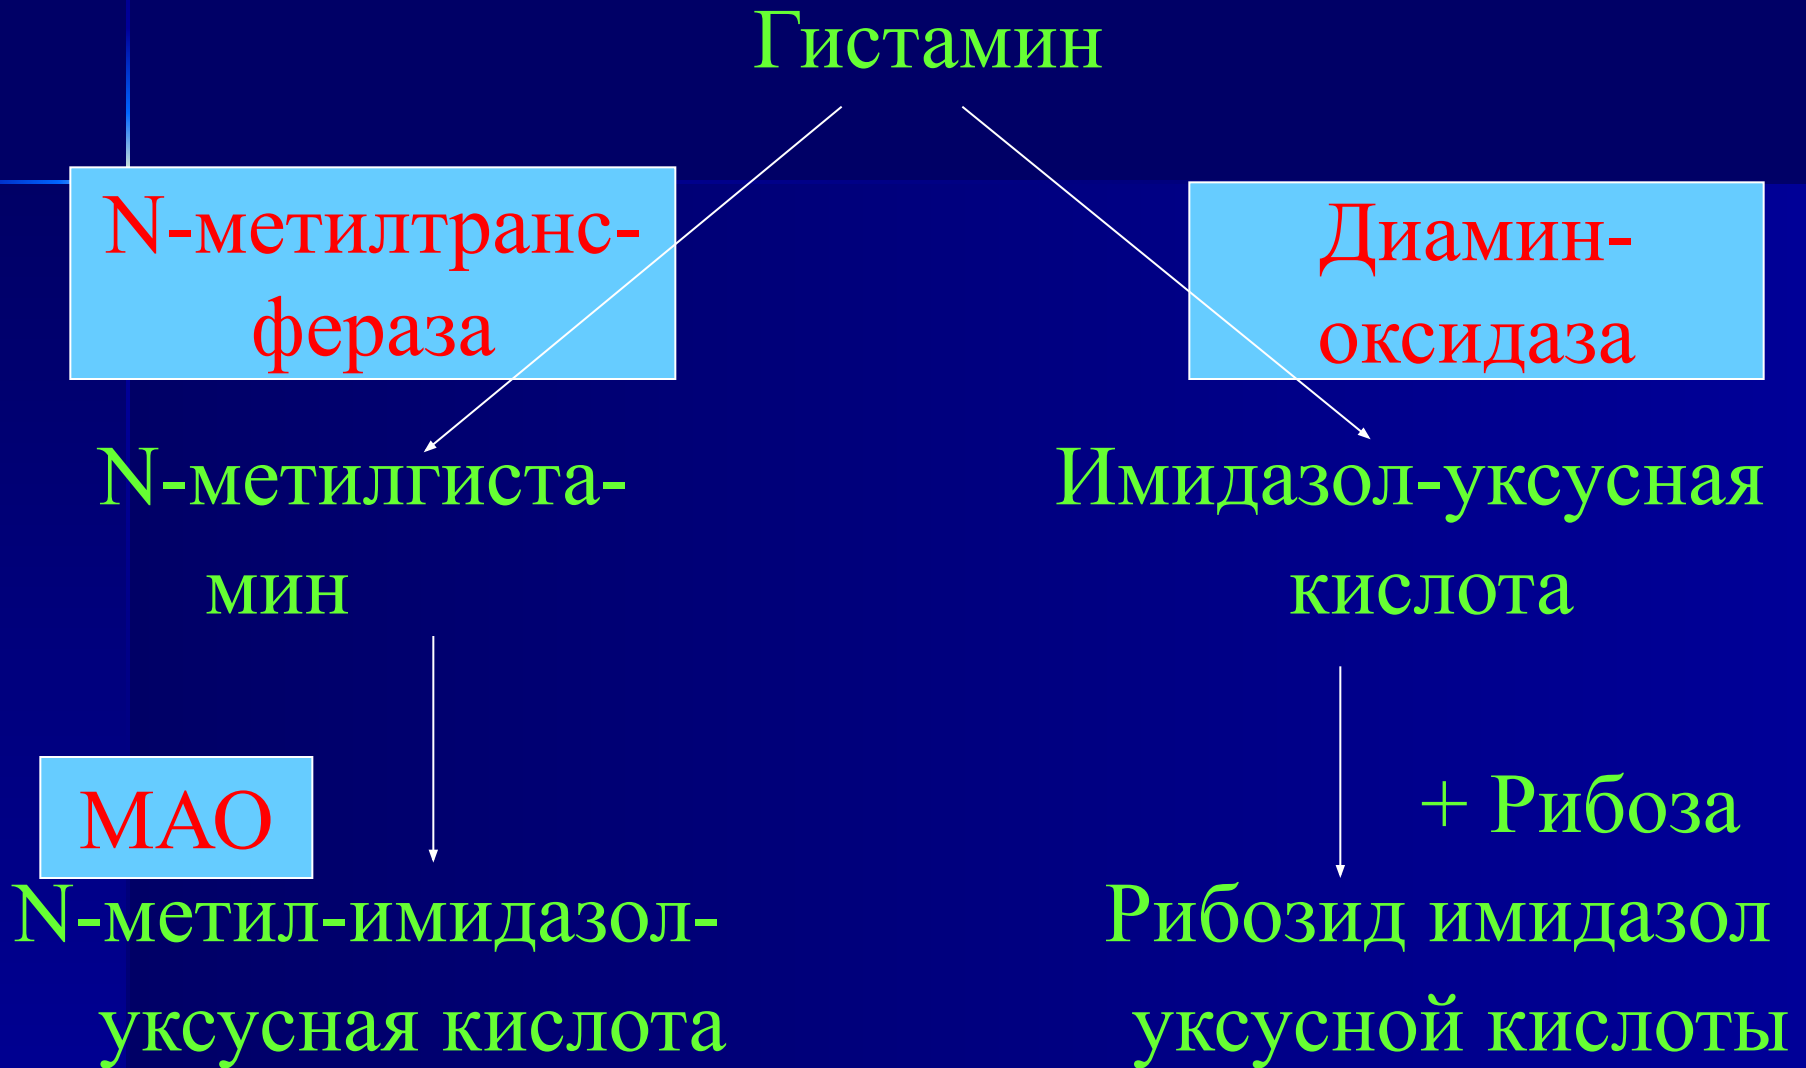 Гистамин
N-метилтранс-
фераза
Диамин-
оксидаза
N-метилгиста-
мин
Имидазол-уксусная
кислота
МАО
+ Рибоза
N-метил-имидазол-
уксусная кислота
Рибозид имидазол
уксусной кислоты